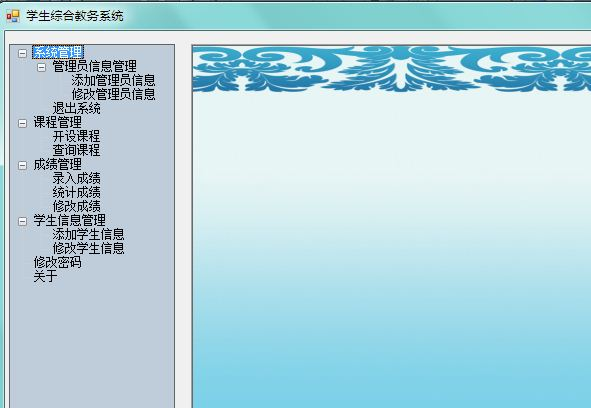 学生综合教务系统
系统管理
管理员信息管理
添加管理员信息
修改管理员信息
退出系统
课程管理
开设课程
查询课程
成绩管理
录入成绩
统计成绩
修改成绩
学生信息管理
添加学生信息
修改学生信息
修改密码
关于